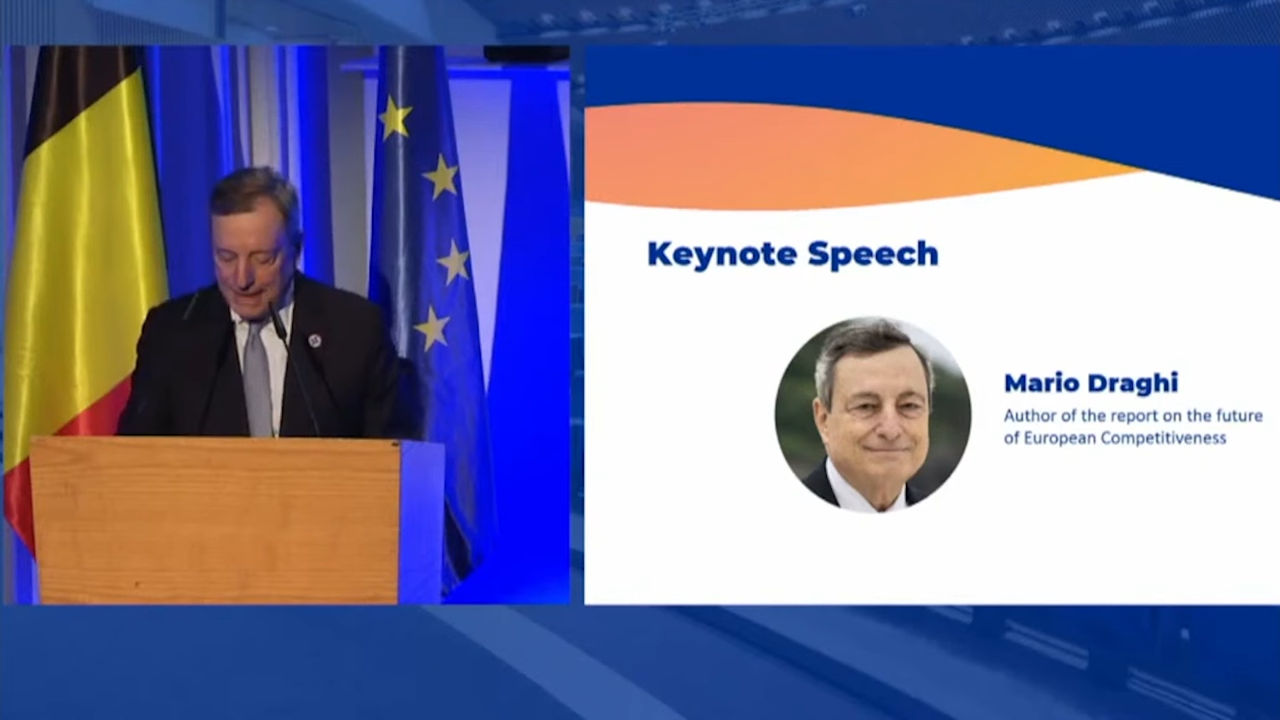 Keynote Speech
Mario Draghi
Author of the report on the future
of European Competitiveness